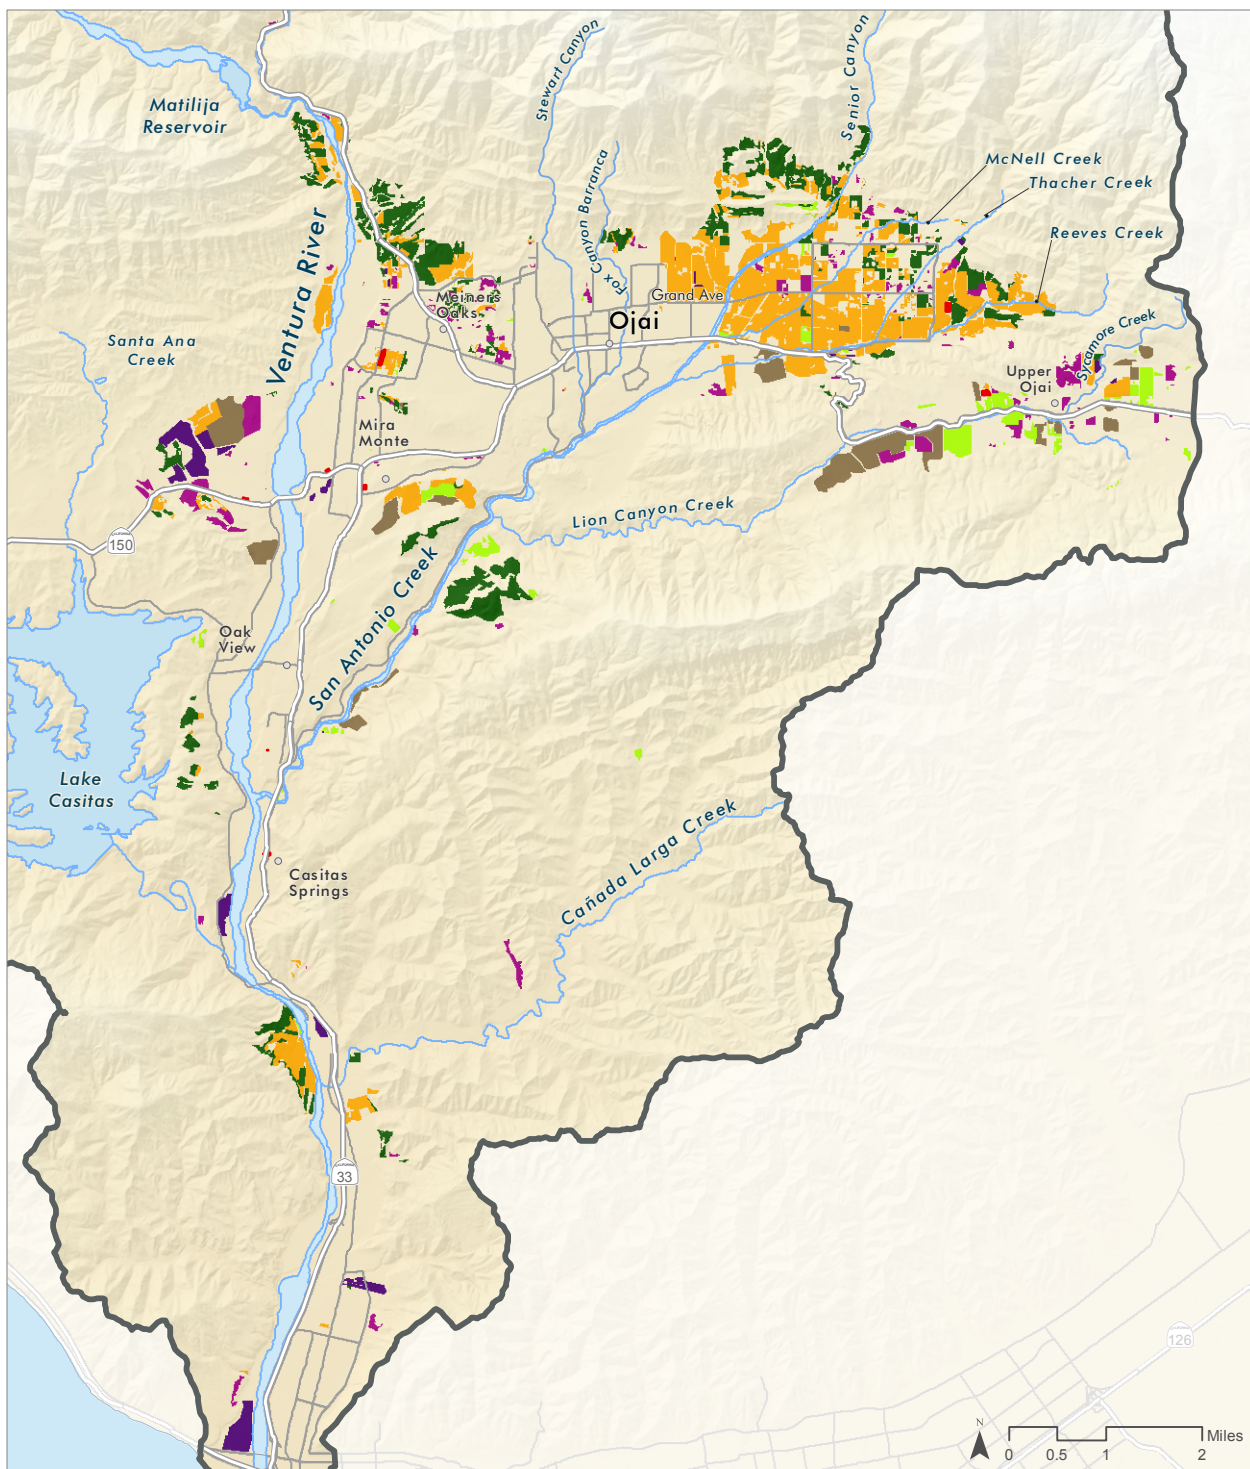 Stewart Canyon
Senior Canyon
Matilija
Reservoir
McNell Creek
Thacher Creek
Fox Canyon Barranca
Reeves Creek
Ventura River
Meiners
Oaks
Grand Ave
Ojai
Santa Ana
Creek
Sycamore Creek
Upper
Ojai
Mira
Monte
Lion Canyon Creek
CALIFORNIA
150
San Antonio Creek
Oak
View
Lake
Casitas
Cañada Larga Creek
Casitas
Springs
CALIFORNIA
33
126
N
Miles
0 0.5 1 2